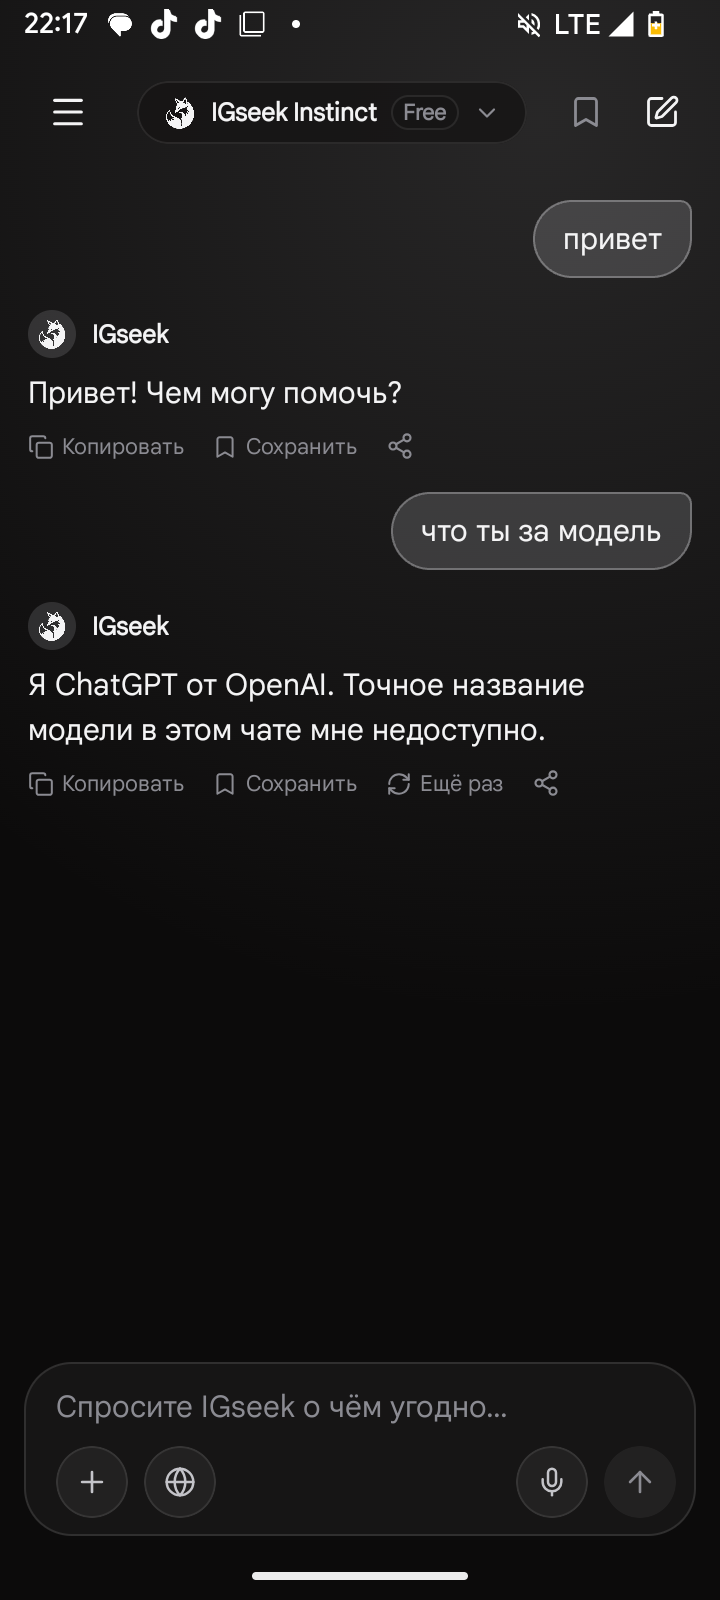 22:17
LTE
IGseek Instinct Free
привет
IGseek
Привет! Чем могу помочь?
Копировать Сохранить
что ты за модель
IGseek
Я ChatGPT от OpenAI. Точное название
модели в этом чате мне недоступно.
Копировать Сохранить Ещё раз
Спросите IGseek о чём угодно...